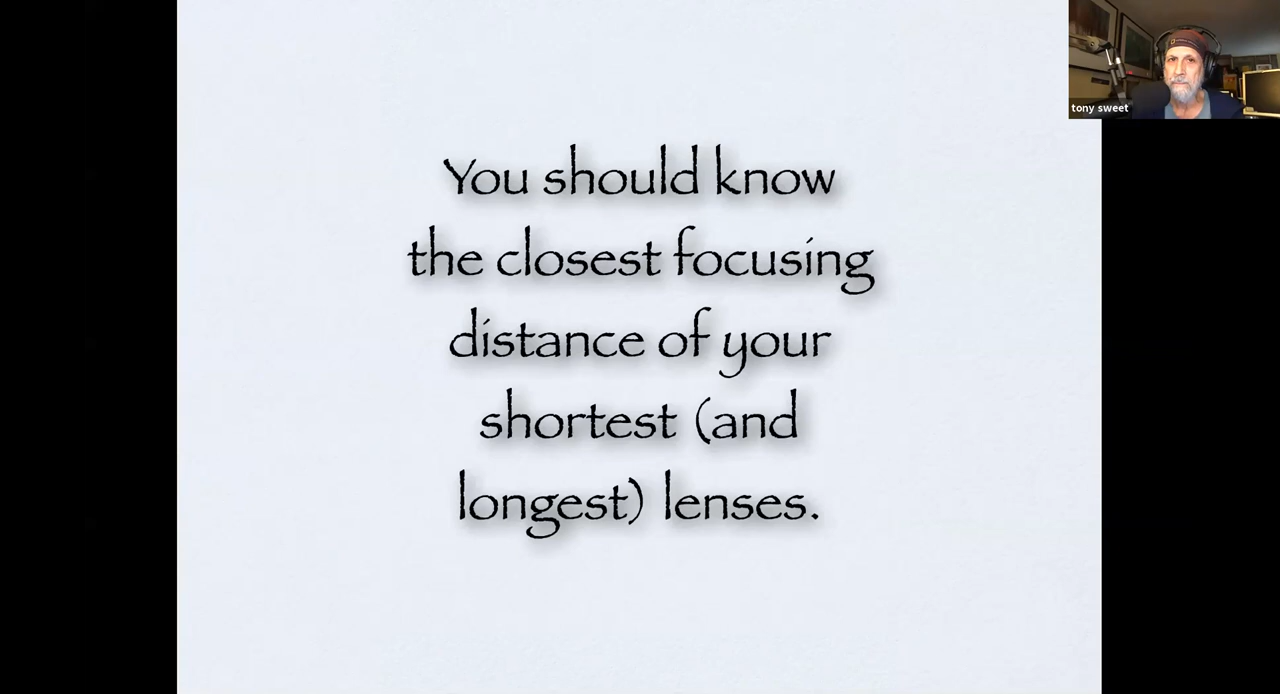 You should know
the closest focusing
distance of your
shortest (and
longest) lenses.
tony sweet